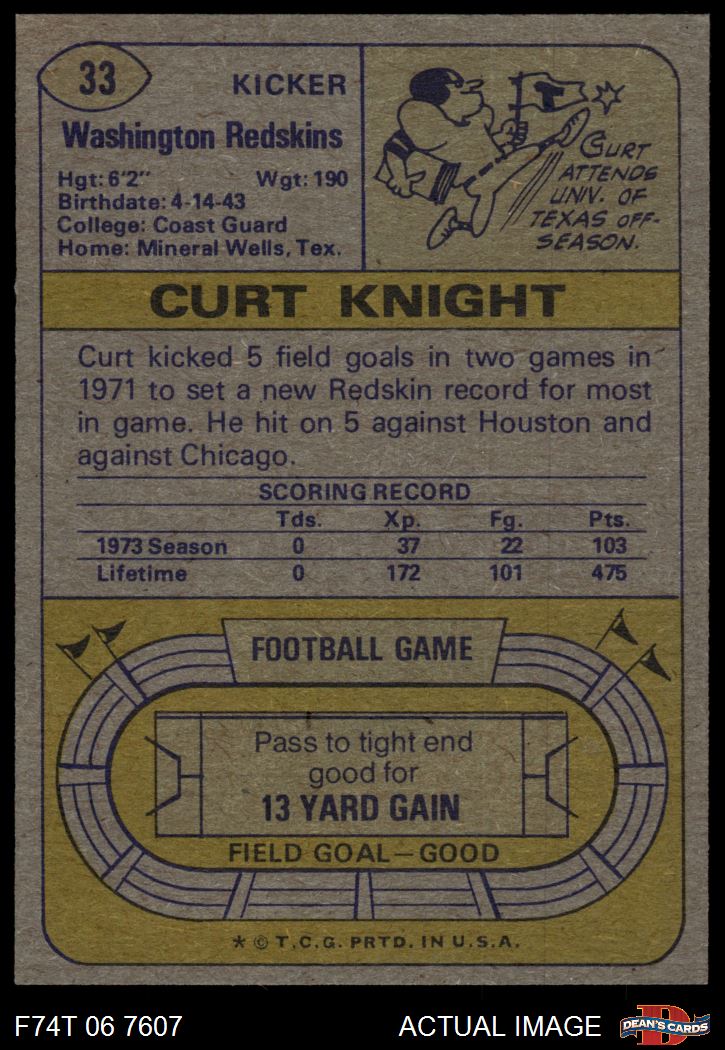 33
KICKER
Washington Redskins
Hgt: 6'2" Wgt: 190
Birthdate: 4-14-43
College: Coast Guard
Home: Mineral Wells, Tex.
T
CURT
ATTENDS
UNIV. OF
TEXAS OFF-
SEASON.
CURT KNIGHT
Curt kicked 5 field goals in two games in
1971 to set a new Redskin record for most
in game. He hit on 5 against Houston and
against Chicago.
SCORING RECORD
Tds. Xp. Fg. Pts.
1973 Season 0 37 22 103
Lifetime 0 172 101 475
FOOTBALL GAME
Pass to tight end
good for
13 YARD GAIN
FIELD GOAL—GOOD
* © T.C.G. PRTD. IN U.S.A.
F74T 06 7607 ACTUAL IMAGE
D
DEAN'S CARDS